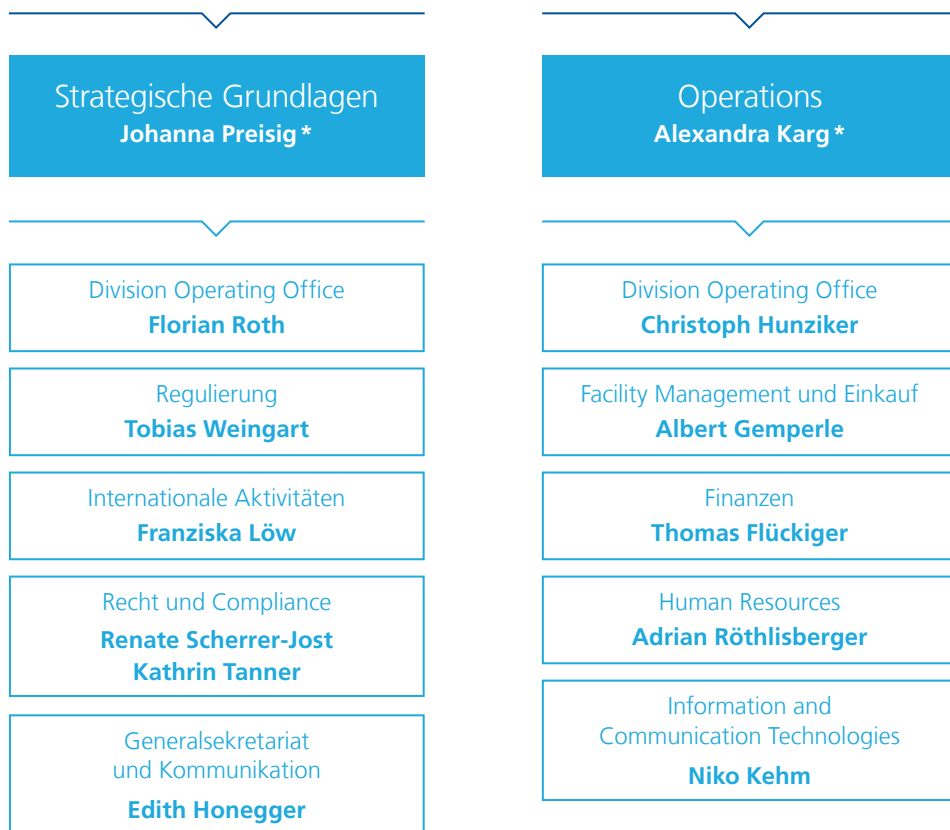 Strategische Grundlagen
Johanna Preisig *
Division Operating Office
Florian Roth
Regulierung
Tobias Weingart
Internationale Aktivitäten
Franziska Löw
Recht und Compliance
Renate Scherrer-Jost
Kathrin Tanner
Generalsekretariat
und Kommunikation
Edith Honegger
Operations
Alexandra Karg *
Division Operating Office
Christoph Hunziker
Facility Management und Einkauf
Albert Gemperle
Finanzen
Thomas Flückiger
Human Resources
Adrian Röthlisberger
Information and
Communication Technologies
Niko Kehm